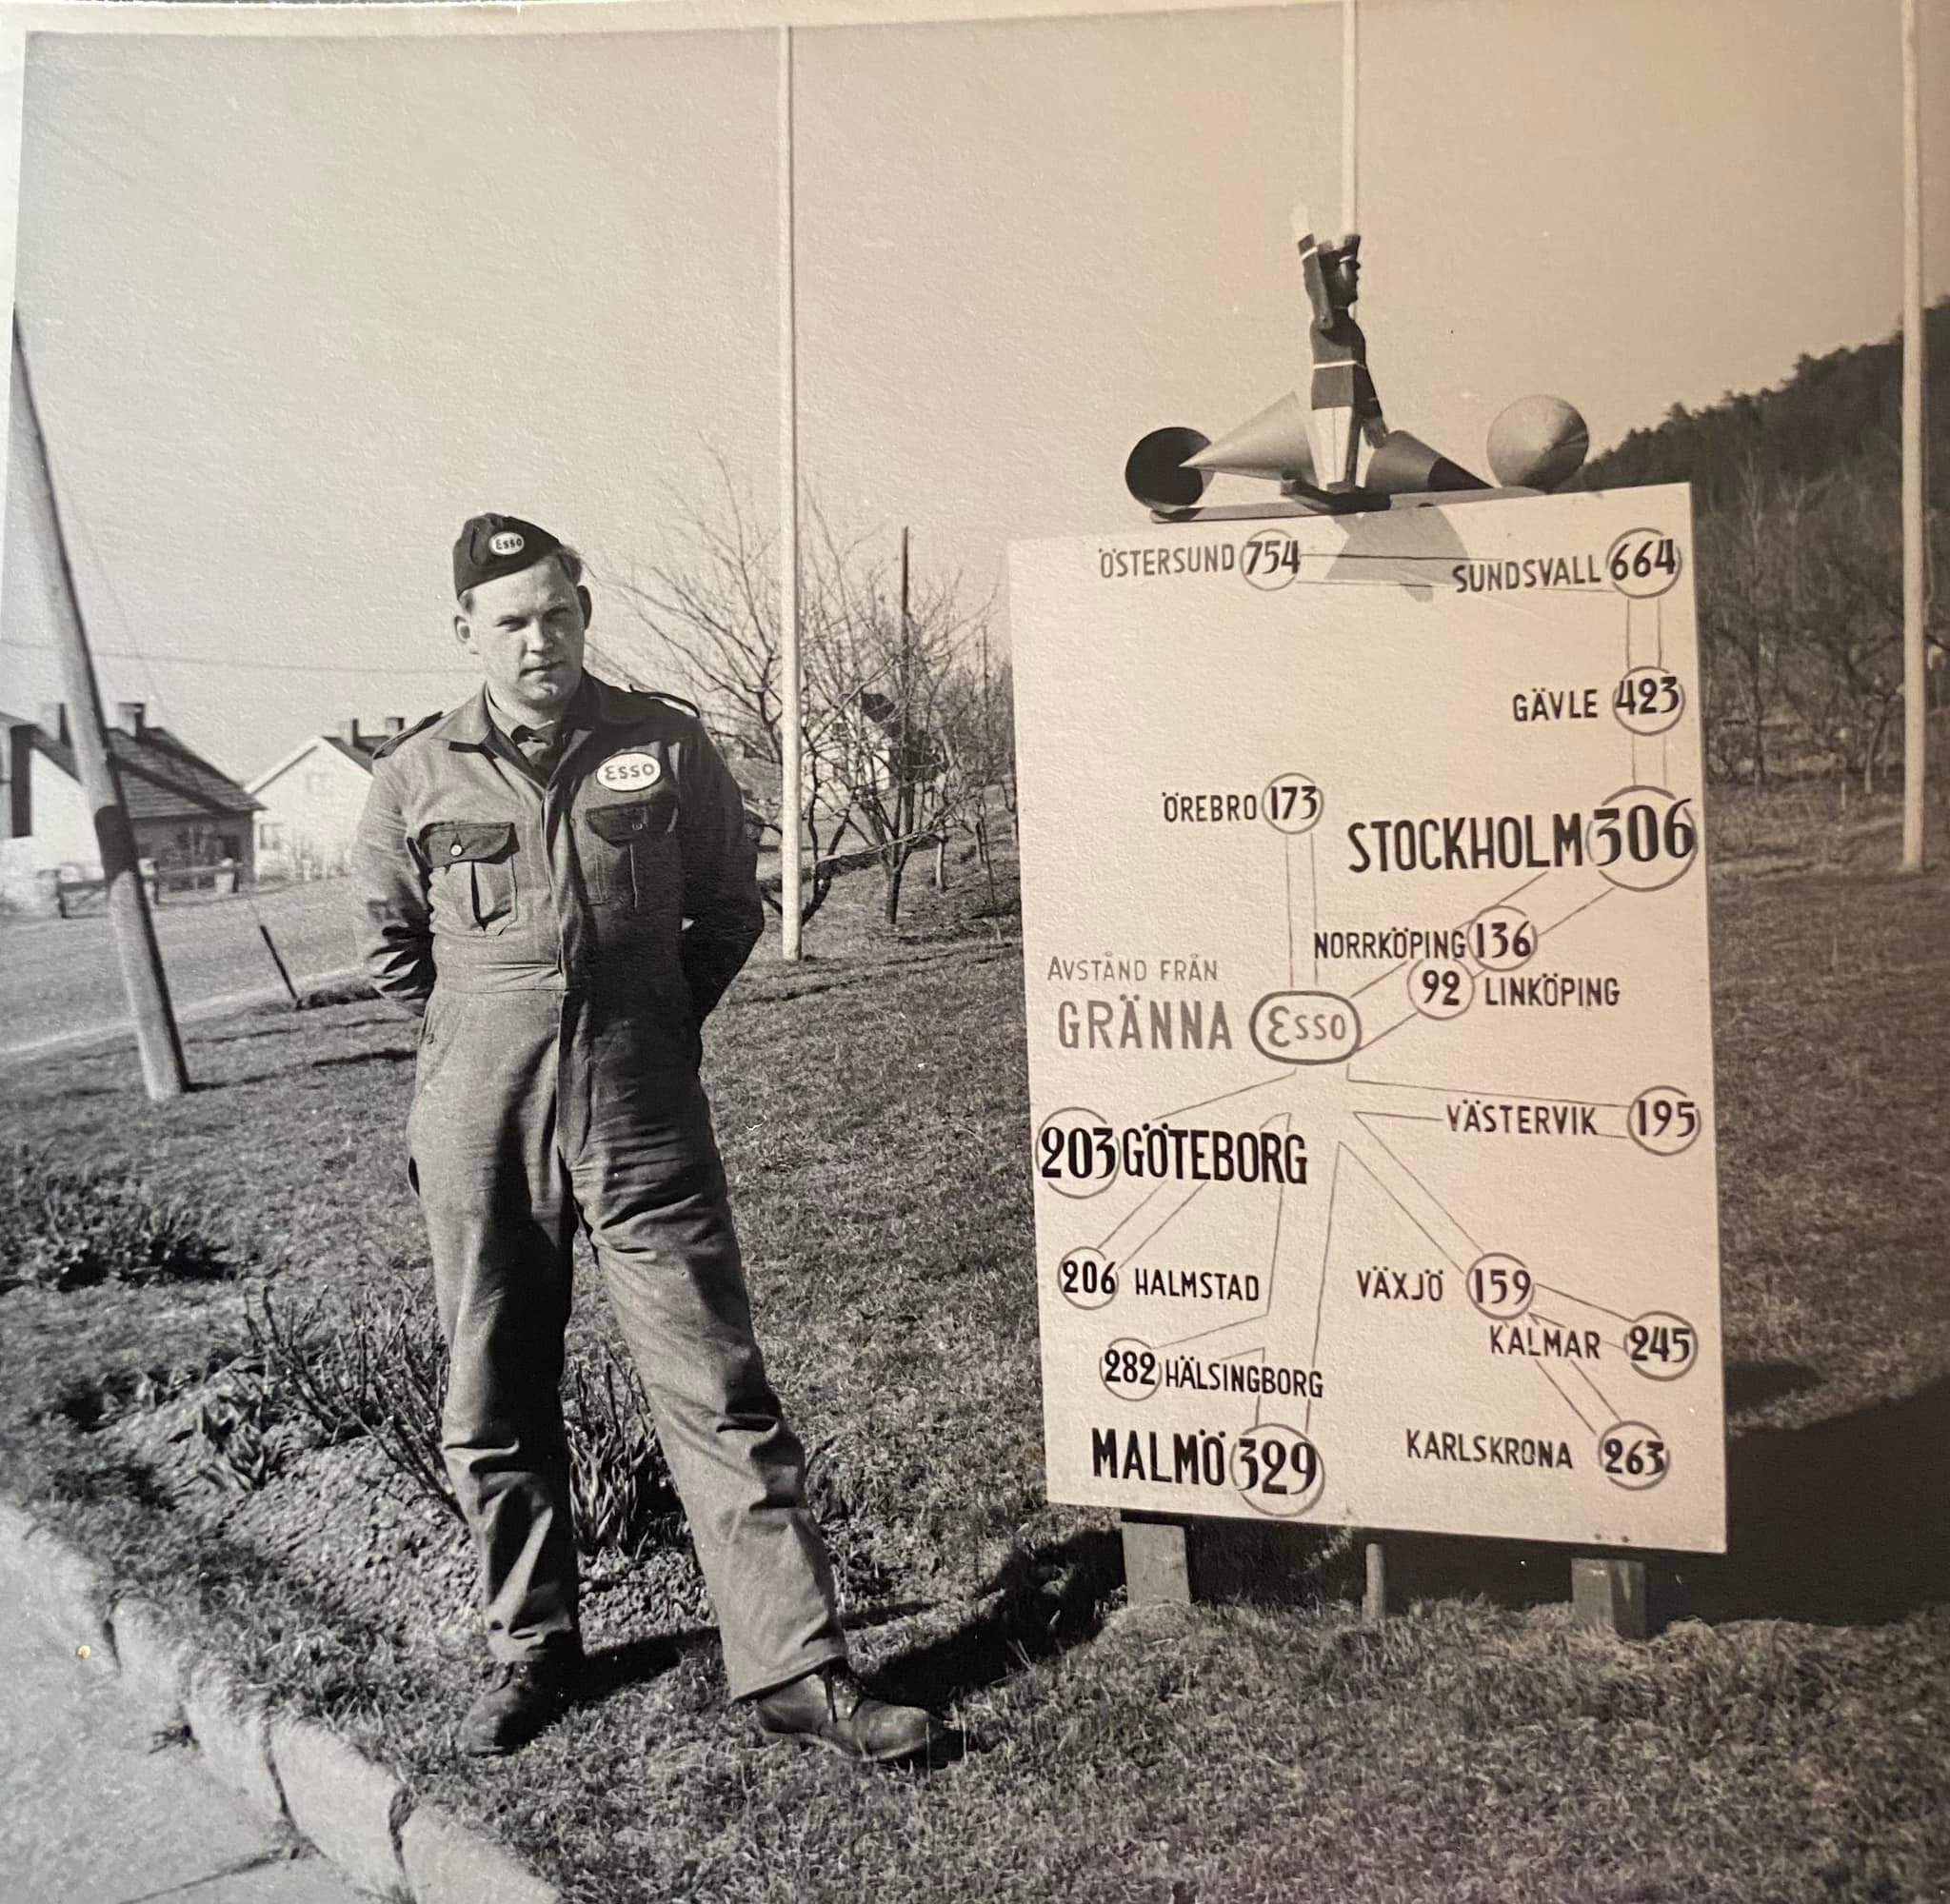 Esso
Esso
ÖSTERSUND 754
SUNDSVALL 664
GÄVLE 423
ÖREBRO 173
STOCKHOLM 306
NORRKÖPING 136
92 LINKÖPING
AVSTÅND FRÅN
GRÄNNA Esso
203 GÖTEBORG
VÄSTERVIK 195
206 HALMSTAD
VÄXJÖ 159
KALMAR 245
282 HÄLSINGBORG
MALMÖ 329
KARLSKRONA 263